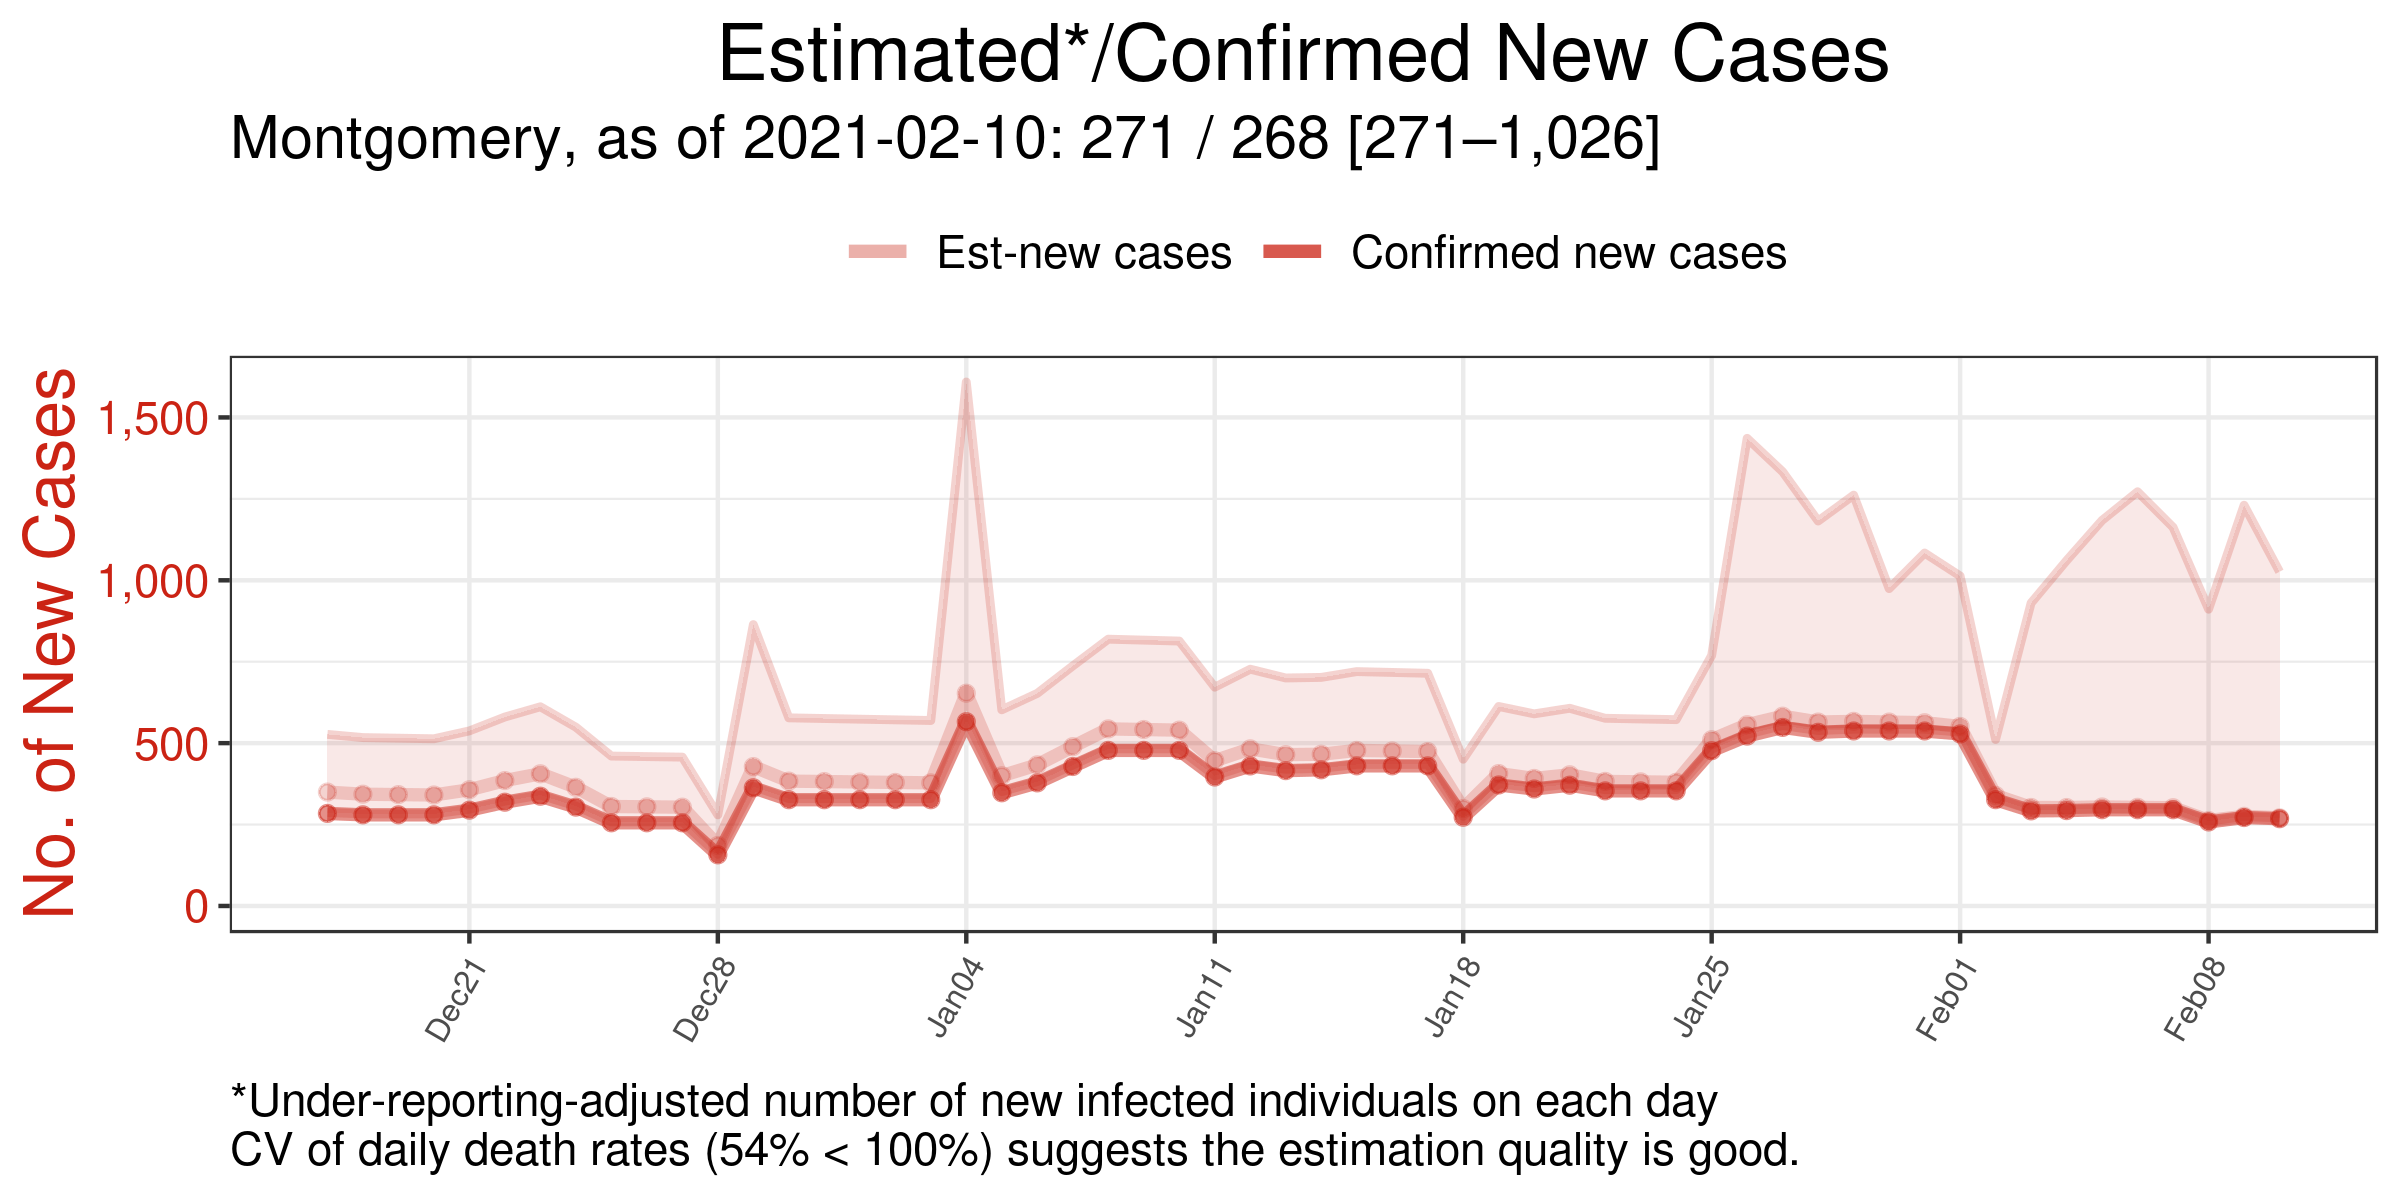 Estimated*/Confirmed New Cases
Montgomery, as of 2021-02-10: 271 / 268 [271–1,026]
Est-new cases
Confirmed new cases
No. of New Cases
1,500
1,000
500
0
Dec21
Dec28
Jan04
Jan11
Jan18
Jan25
Feb01
Feb08
*Under-reporting-adjusted number of new infected individuals on each day
CV of daily death rates (54% < 100%) suggests the estimation quality is good.